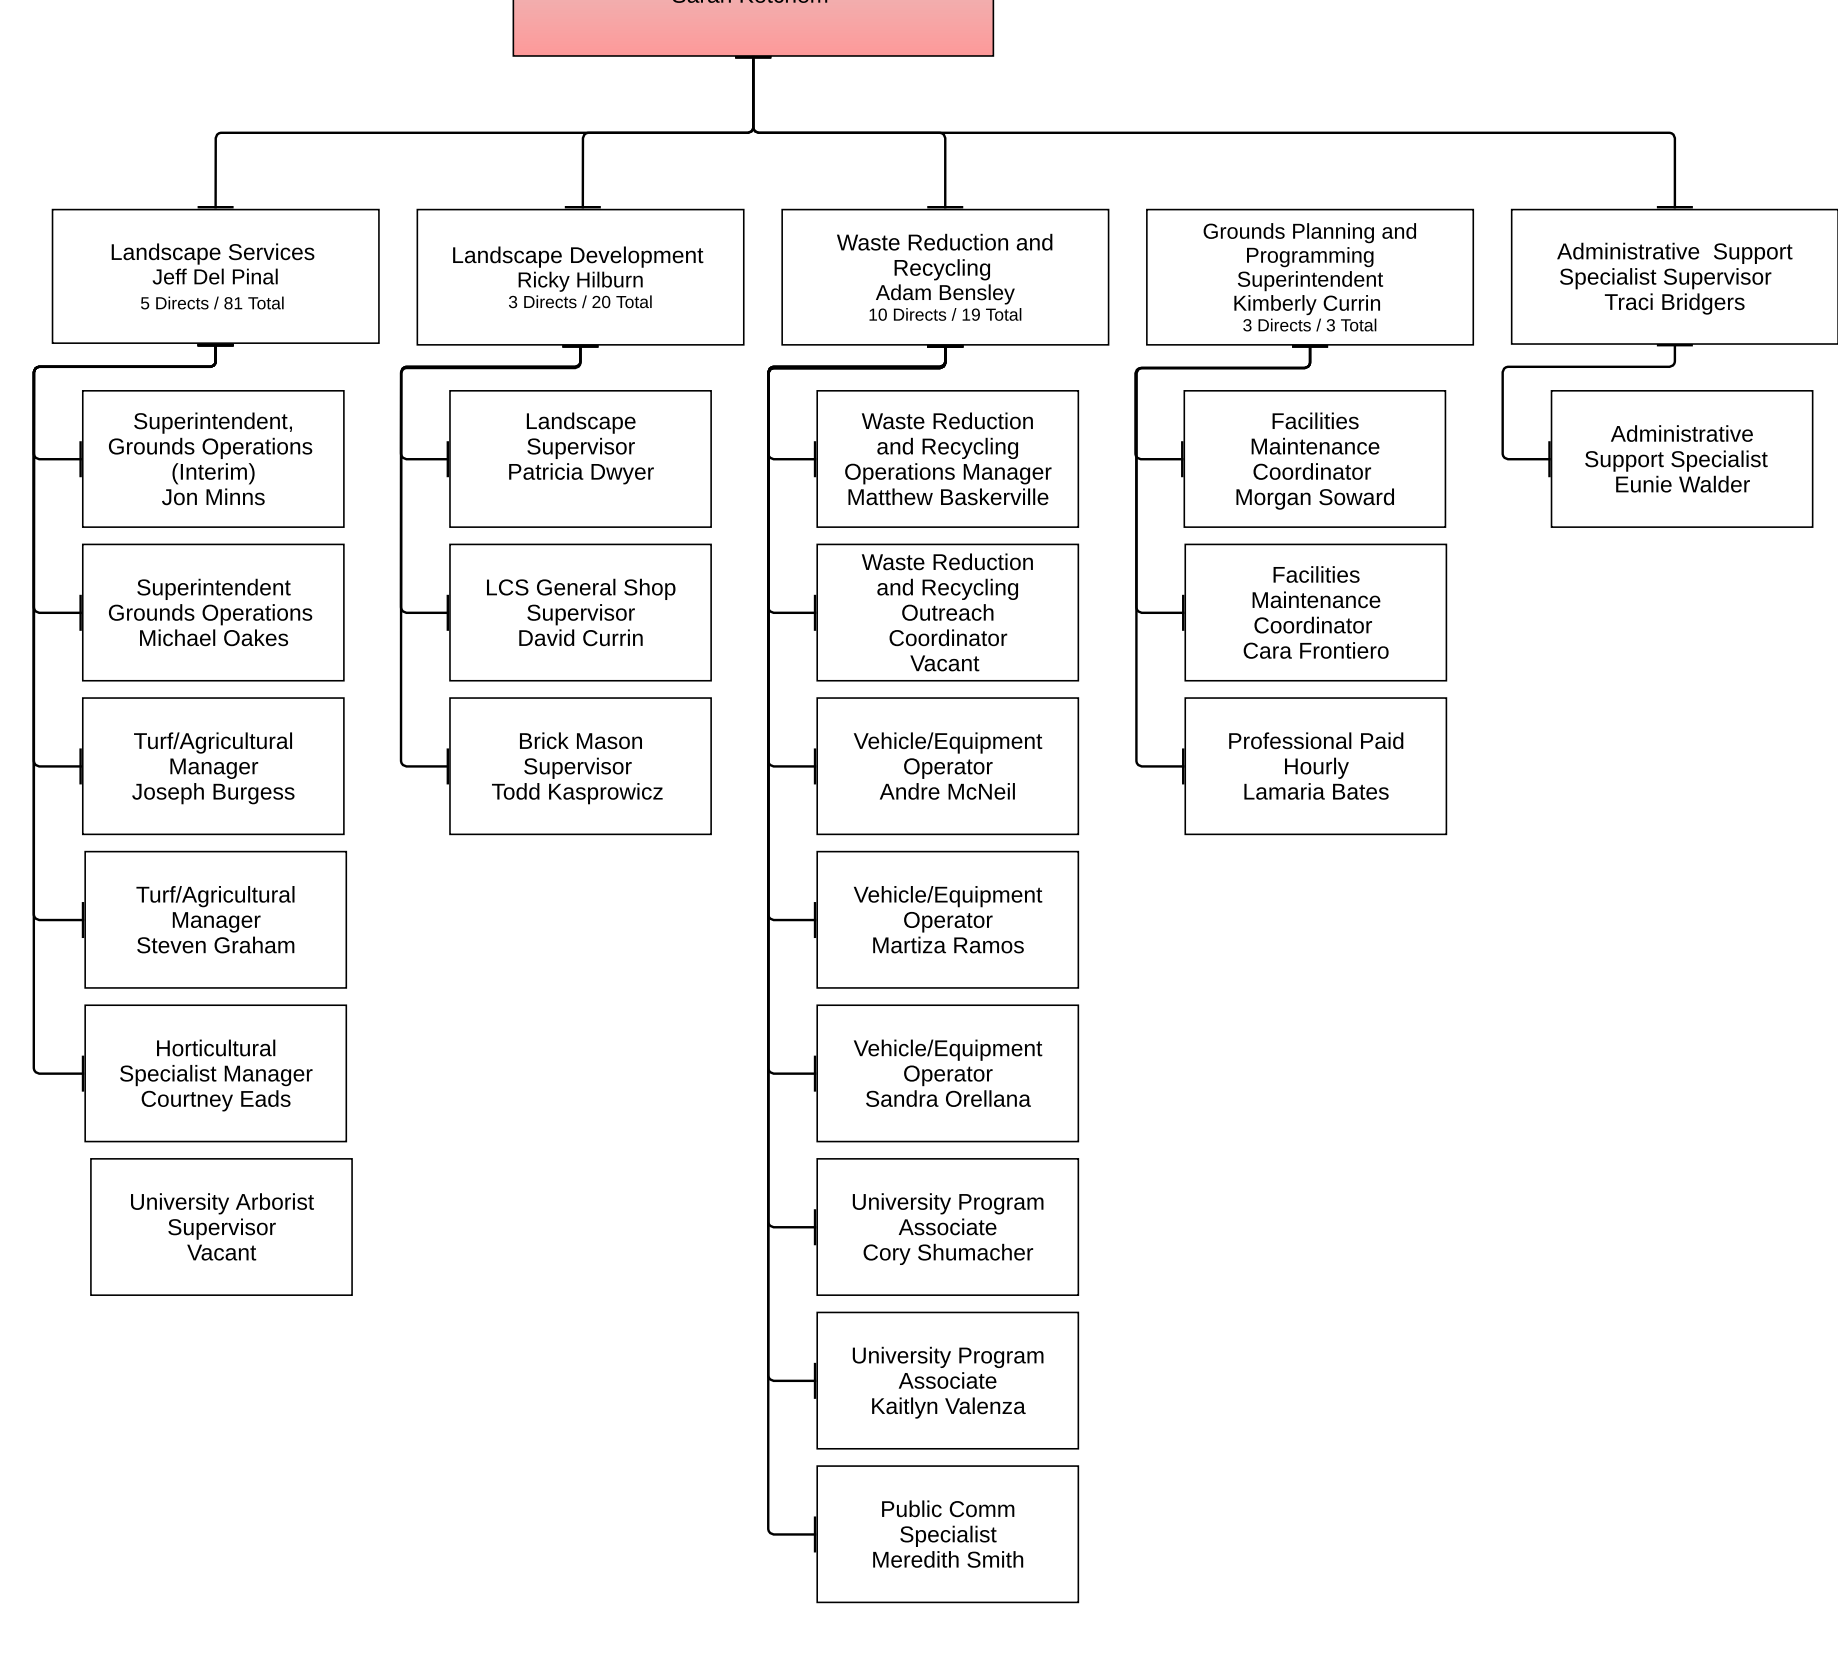 Landscape Services
Jeff Del Pinal
5 Directs / 81 Total
Landscape Development
Ricky Hilburn
3 Directs / 20 Total
Waste Reduction and
Recycling
Adam Bensley
10 Directs / 19 Total
Grounds Planning and
Programming
Superintendent
Kimberly Currin
3 Directs / 3 Total
Administrative  Support
Specialist Supervisor
Traci Bridgers
Superintendent,
Grounds Operations
(Interim)
Jon Minns
Superintendent
Grounds Operations
Michael Oakes
Turf/Agricultural
Manager
Joseph Burgess
Turf/Agricultural
Manager
Steven Graham
Horticultural
Specialist Manager
Courtney Eads
University Arborist
Supervisor
Vacant
Landscape
Supervisor
Patricia Dwyer
LCS General Shop
Supervisor
David Currin
Brick Mason
Supervisor
Todd Kasprowicz
Waste Reduction
and Recycling
Operations Manager
Matthew Baskerville
Waste Reduction
and Recycling
Outreach
Coordinator
Vacant
Vehicle/Equipment
Operator
Andre McNeil
Vehicle/Equipment
Operator
Martiza Ramos
Vehicle/Equipment
Operator
Sandra Orellana
University Program
Associate
Cory Shumacher
University Program
Associate
Kaitlyn Valenza
Public Comm
Specialist
Meredith Smith
Facilities
Maintenance
Coordinator
Morgan Soward
Facilities
Maintenance
Coordinator
Cara Frontiero
Professional Paid
Hourly
Lamaria Bates
Administrative
Support Specialist
Eunie Walder